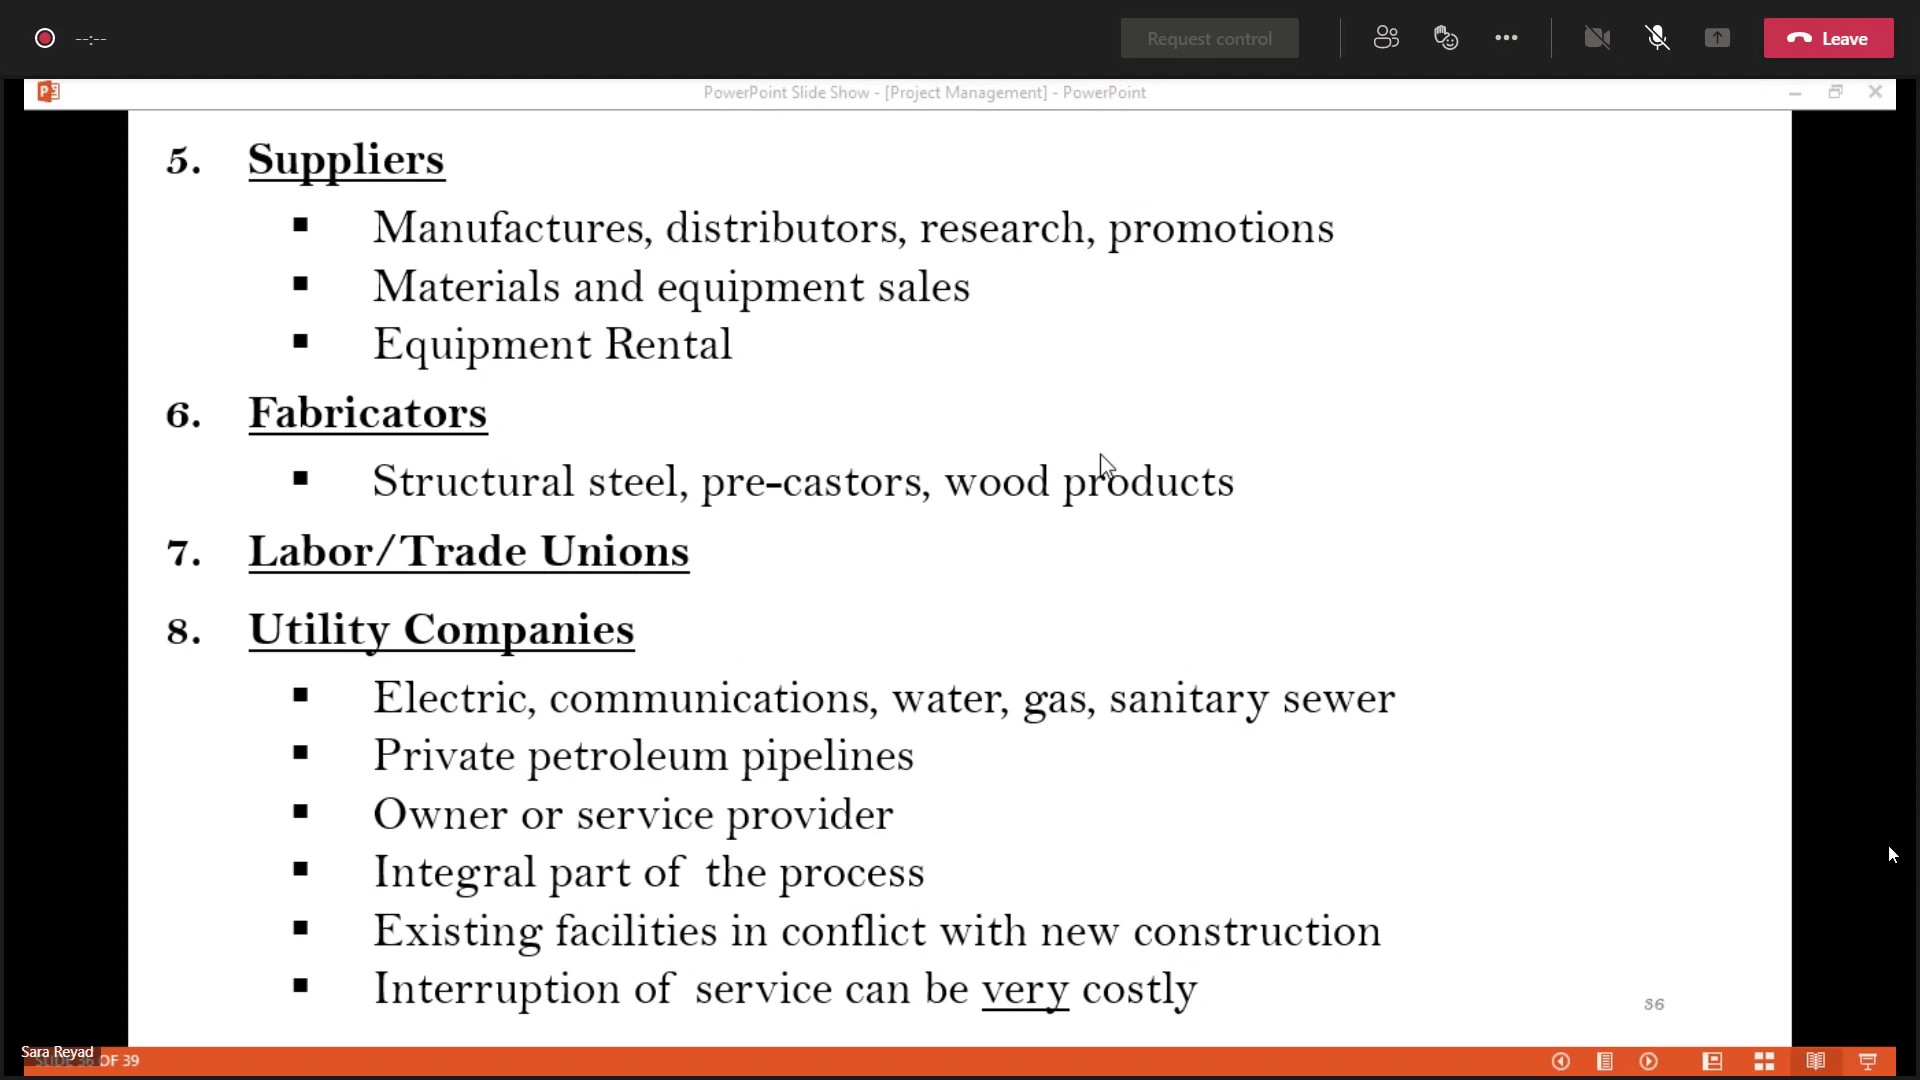 --:--
Request control
Leave
PowerPoint Slide Show - [Project Management] - PowerPoint
5. Suppliers
▪ Manufactures, distributors, research, promotions
▪ Materials and equipment sales
▪ Equipment Rental
6. Fabricators
▪ Structural steel, pre-castors, wood products
7. Labor/Trade Unions
8. Utility Companies
▪ Electric, communications, water, gas, sanitary sewer
▪ Private petroleum pipelines
▪ Owner or service provider
▪ Integral part of the process
▪ Existing facilities in conflict with new construction
▪ Interruption of service can be very costly
36
Sara Reyad
SLIDE 36 OF 39